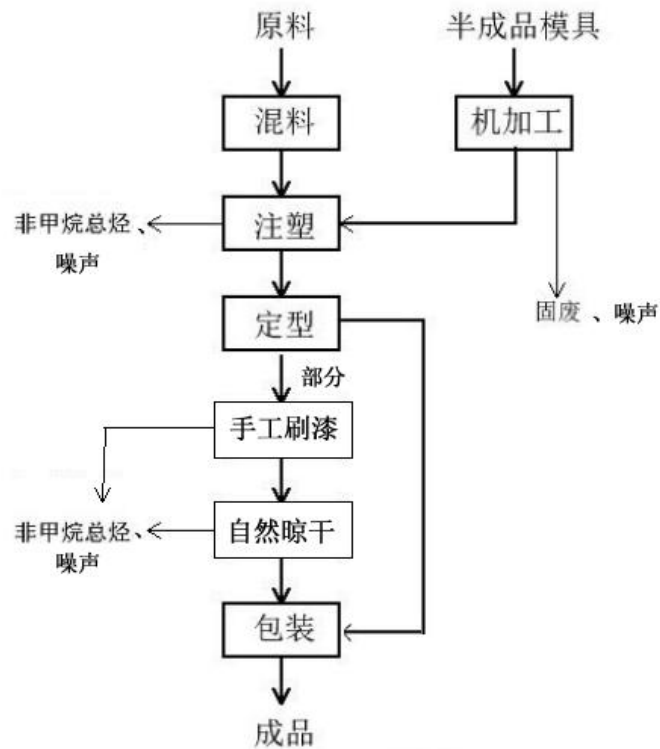 原料
半成品模具
混料
机加工
非甲烷总烃、
噪声
注塑
定型
固废、噪声
部分
手工刷漆
非甲烷总烃、
噪声
自然晾干
包装
成品